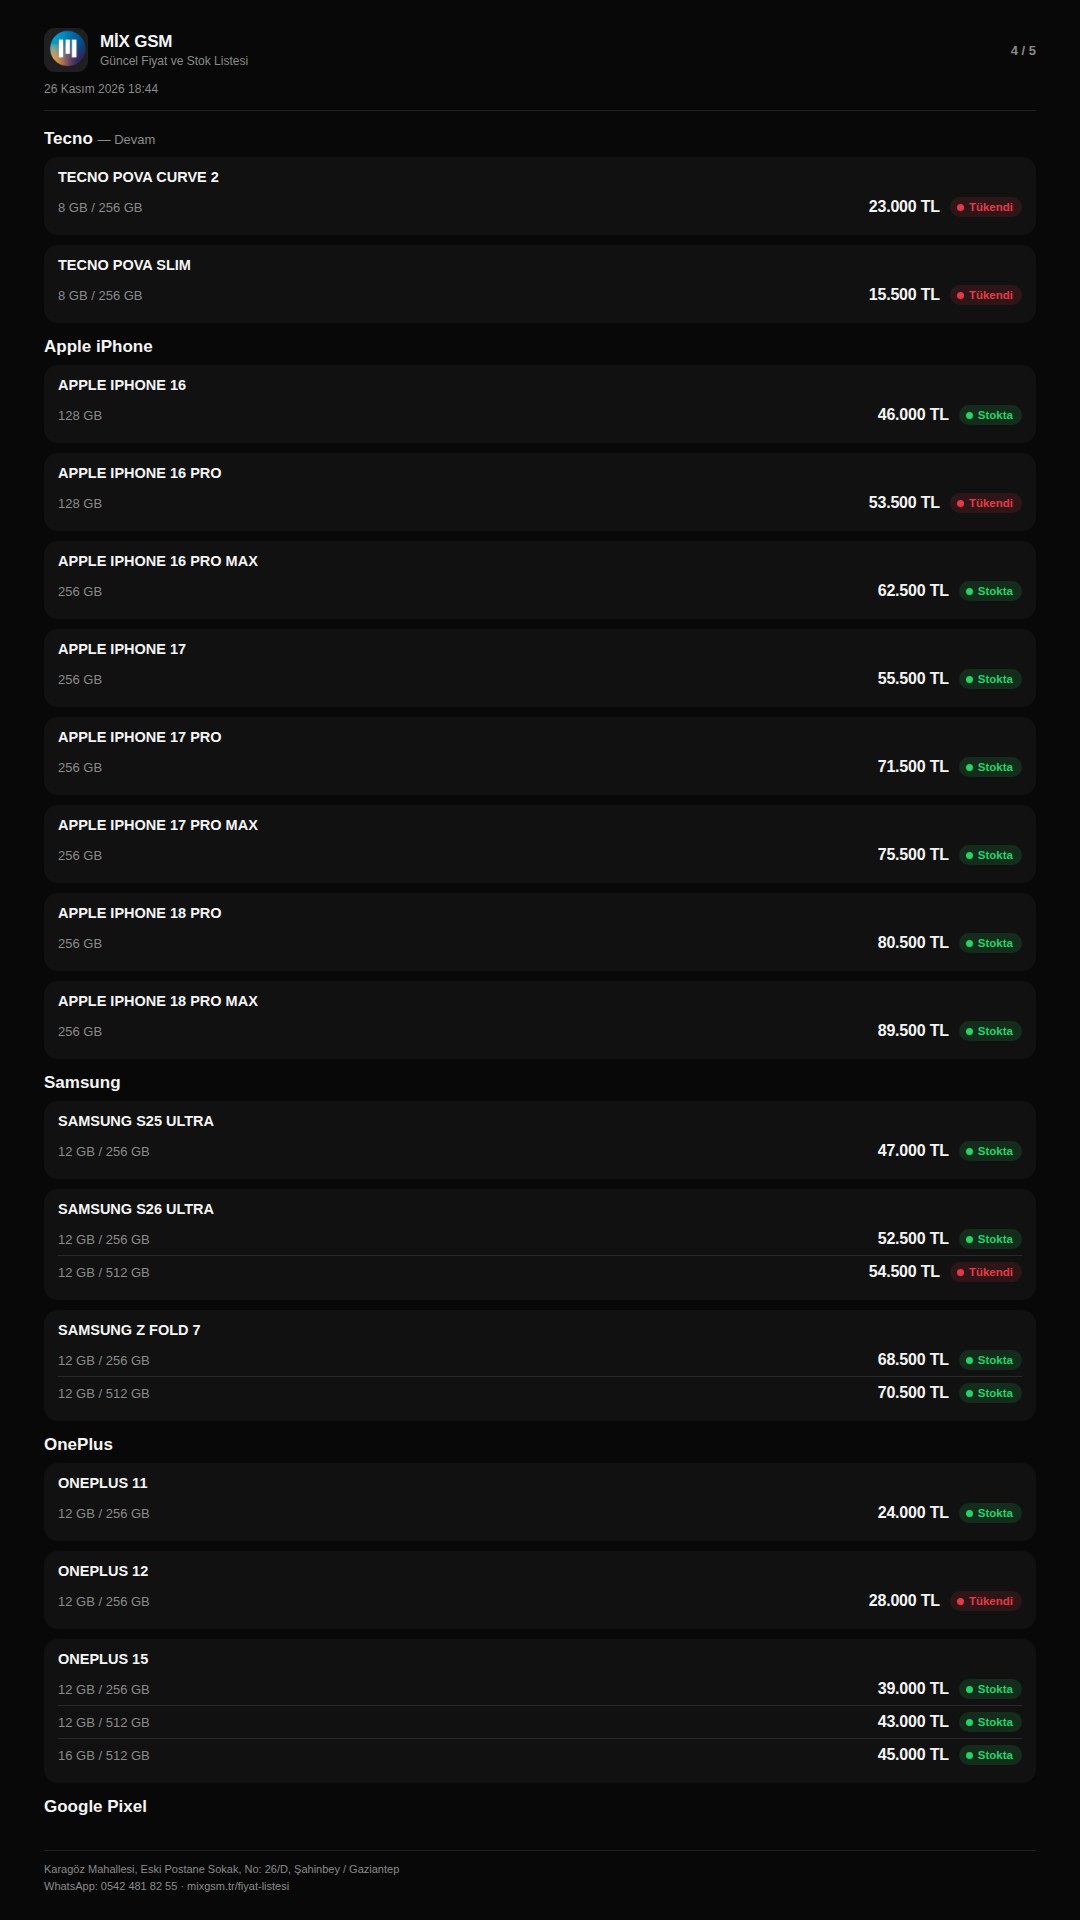 MİX GSM
Güncel Fiyat ve Stok Listesi
4 / 5
26 Kasım 2026 18:44
Tecno — Devam
TECNO POVA CURVE 2
8 GB / 256 GB 23.000 TL Tükendi
TECNO POVA SLIM
8 GB / 256 GB 15.500 TL Tükendi
Apple iPhone
APPLE IPHONE 16
128 GB 46.000 TL Stokta
APPLE IPHONE 16 PRO
128 GB 53.500 TL Tükendi
APPLE IPHONE 16 PRO MAX
256 GB 62.500 TL Stokta
APPLE IPHONE 17
256 GB 55.500 TL Stokta
APPLE IPHONE 17 PRO
256 GB 71.500 TL Stokta
APPLE IPHONE 17 PRO MAX
256 GB 75.500 TL Stokta
APPLE IPHONE 18 PRO
256 GB 80.500 TL Stokta
APPLE IPHONE 18 PRO MAX
256 GB 89.500 TL Stokta
Samsung
SAMSUNG S25 ULTRA
12 GB / 256 GB 47.000 TL Stokta
SAMSUNG S26 ULTRA
12 GB / 256 GB 52.500 TL Stokta
12 GB / 512 GB 54.500 TL Tükendi
SAMSUNG Z FOLD 7
12 GB / 256 GB 68.500 TL Stokta
12 GB / 512 GB 70.500 TL Stokta
OnePlus
ONEPLUS 11
12 GB / 256 GB 24.000 TL Stokta
ONEPLUS 12
12 GB / 256 GB 28.000 TL Tükendi
ONEPLUS 15
12 GB / 256 GB 39.000 TL Stokta
12 GB / 512 GB 43.000 TL Stokta
16 GB / 512 GB 45.000 TL Stokta
Google Pixel
Karagöz Mahallesi, Eski Postane Sokak, No: 26/D, Şahinbey / Gaziantep
WhatsApp: 0542 481 82 55 · mixgsm.tr/fiyat-listesi